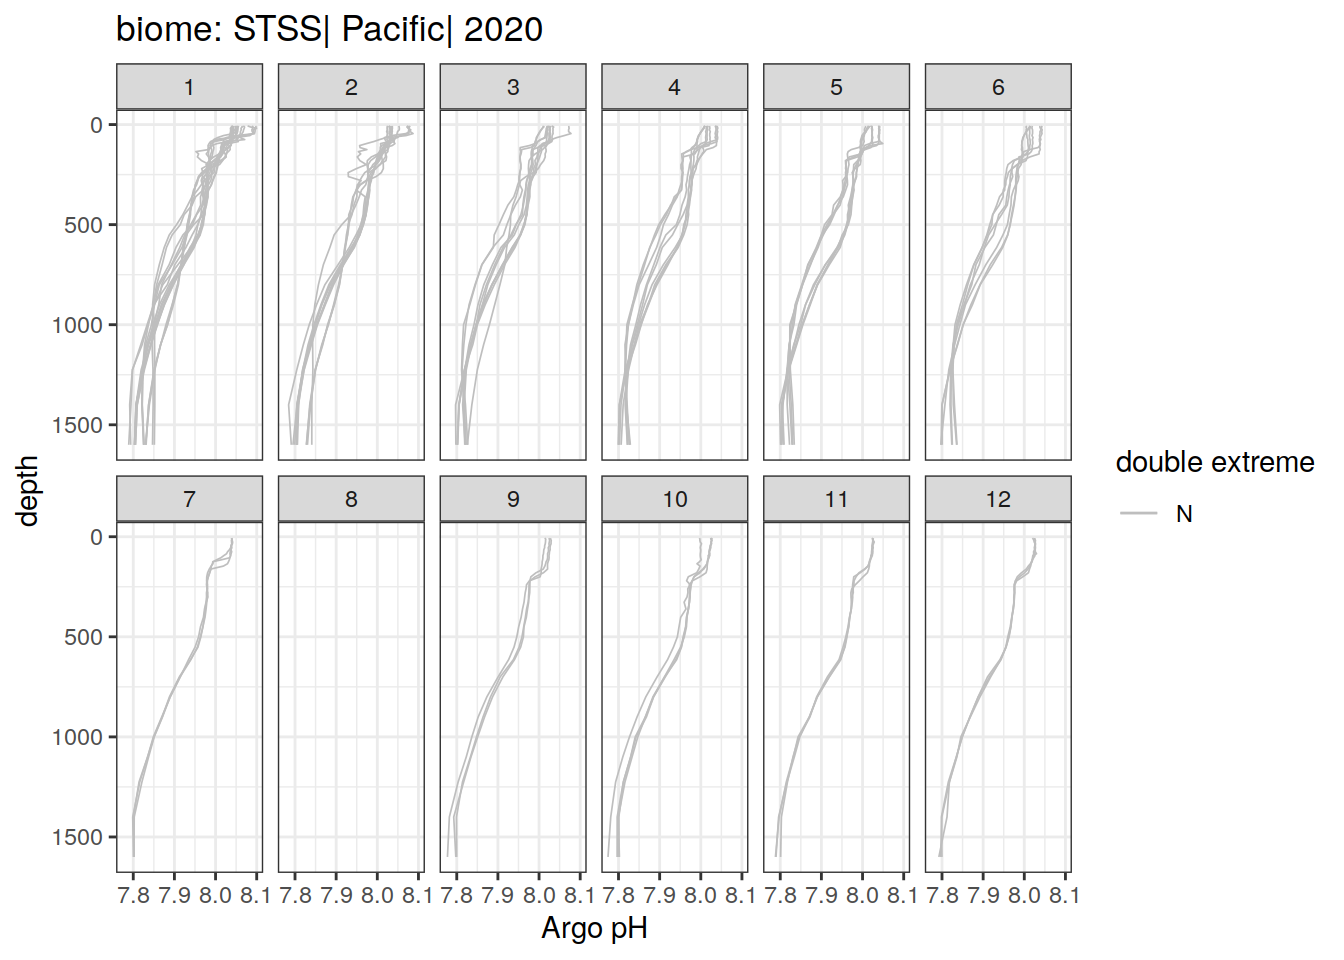 biome: STSS| Pacific| 2020
1 2 3 4 5 6
0
500
1000
1500
depth
double extreme
N
7 8 9 10 11 12
0
500
1000
1500
7.8 7.9 8.0 8.1 7.8 7.9 8.0 8.1 7.8 7.9 8.0 8.1 7.8 7.9 8.0 8.1 7.8 7.9 8.0 8.1 7.8 7.9 8.0 8.1
Argo pH